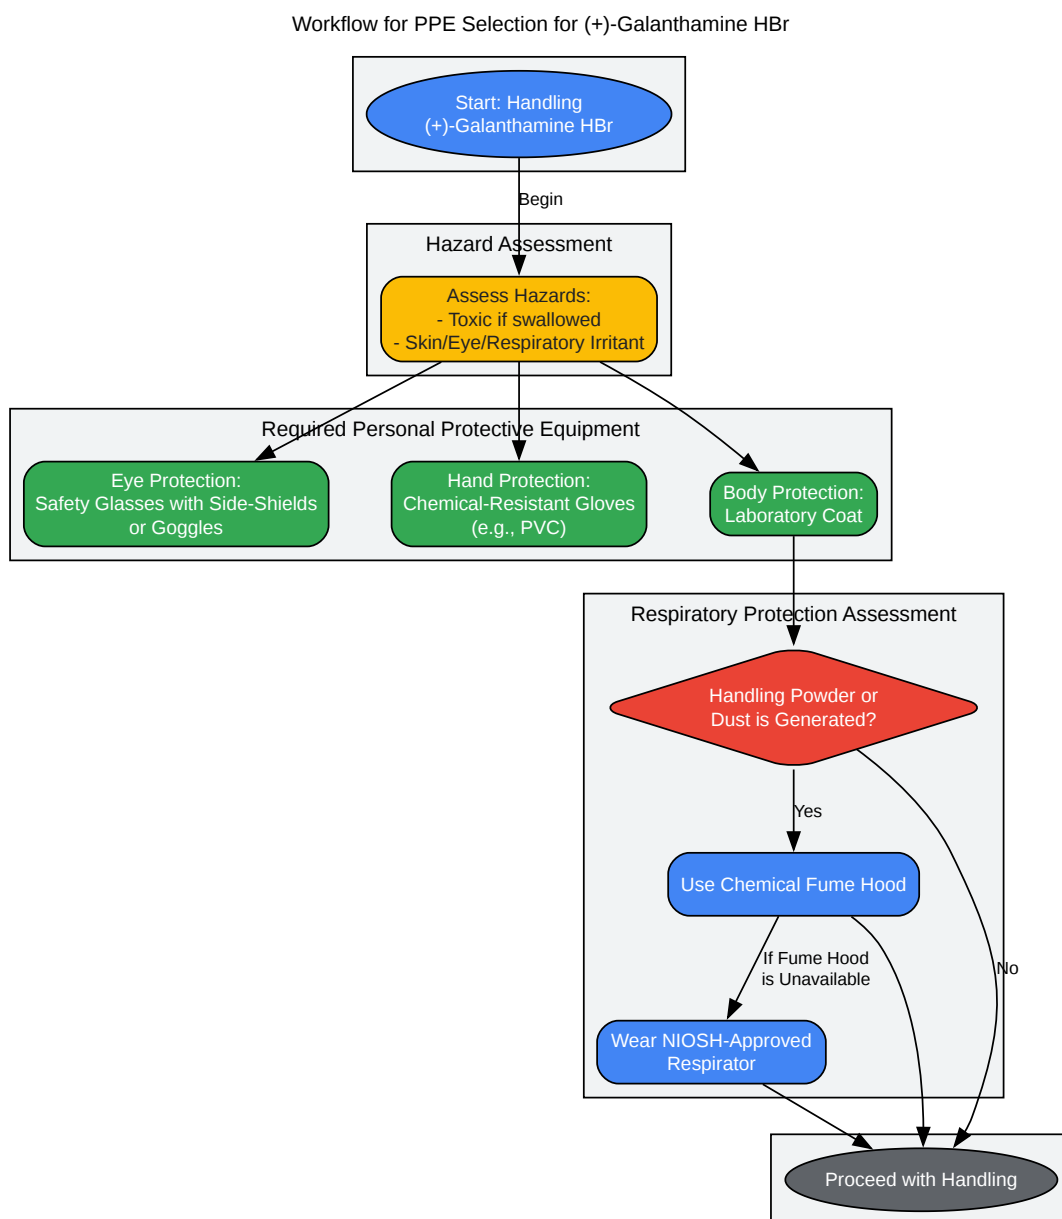 Workflow for PPE Selection for (+)-Galanthamine HBr
Start: Handling
(+)-Galanthamine HBr
Begin
Hazard Assessment
Assess Hazards:
- Toxic if swallowed
- Skin/Eye/Respiratory Irritant
Required Personal Protective Equipment
Eye Protection:
Safety Glasses with Side-Shields
or Goggles
Hand Protection:
Chemical-Resistant Gloves
(e.g., PVC)
Body Protection:
Laboratory Coat
Respiratory Protection Assessment
Handling Powder or
Dust is Generated?
Yes
Use Chemical Fume Hood
If Fume Hood
is Unavailable
No
Wear NIOSH-Approved
Respirator
Proceed with Handling